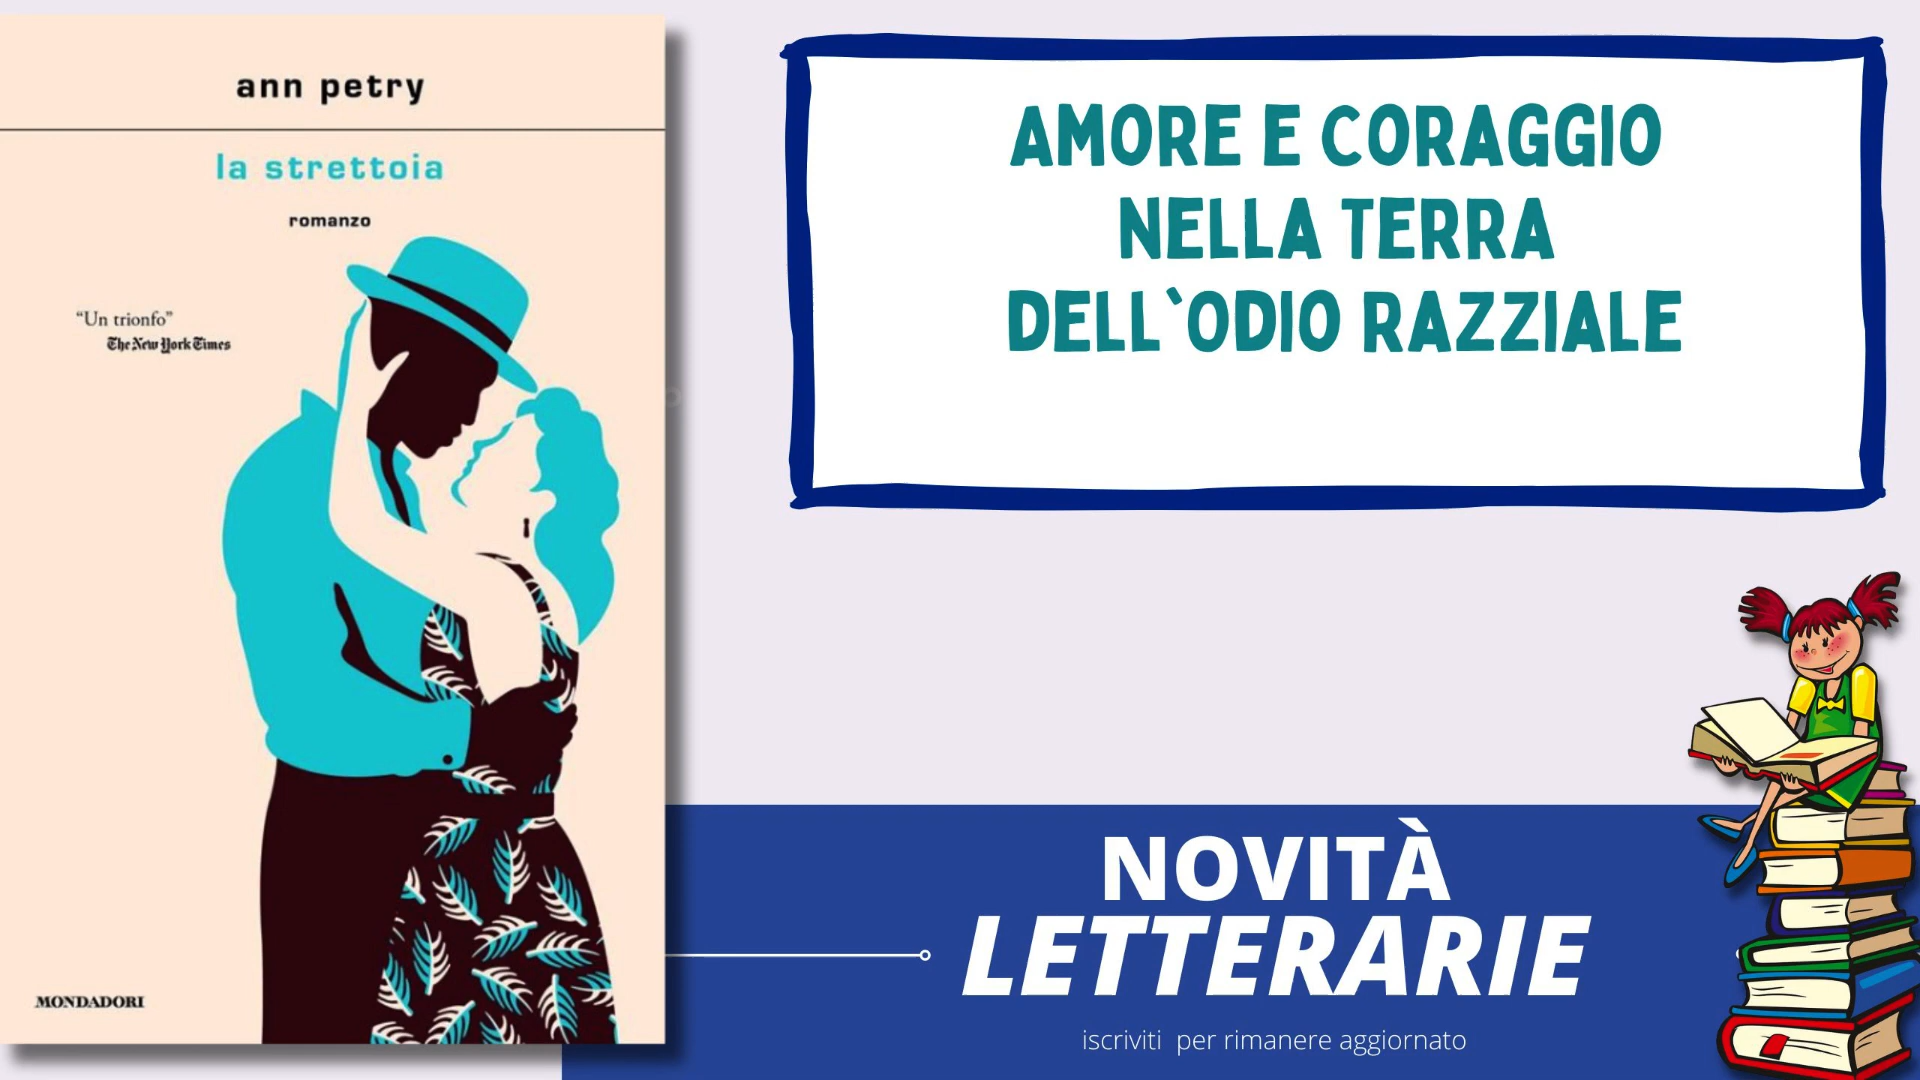 ann petry
la strettoia
romanzo
“Un trionfo”
The New York Times
MONDADORI
AMORE E CORAGGIO
NELLA TERRA
DELL`ODIO RAZZIALE
NOVITÀ
LETTERARIE
iscriviti per rimanere aggiornato